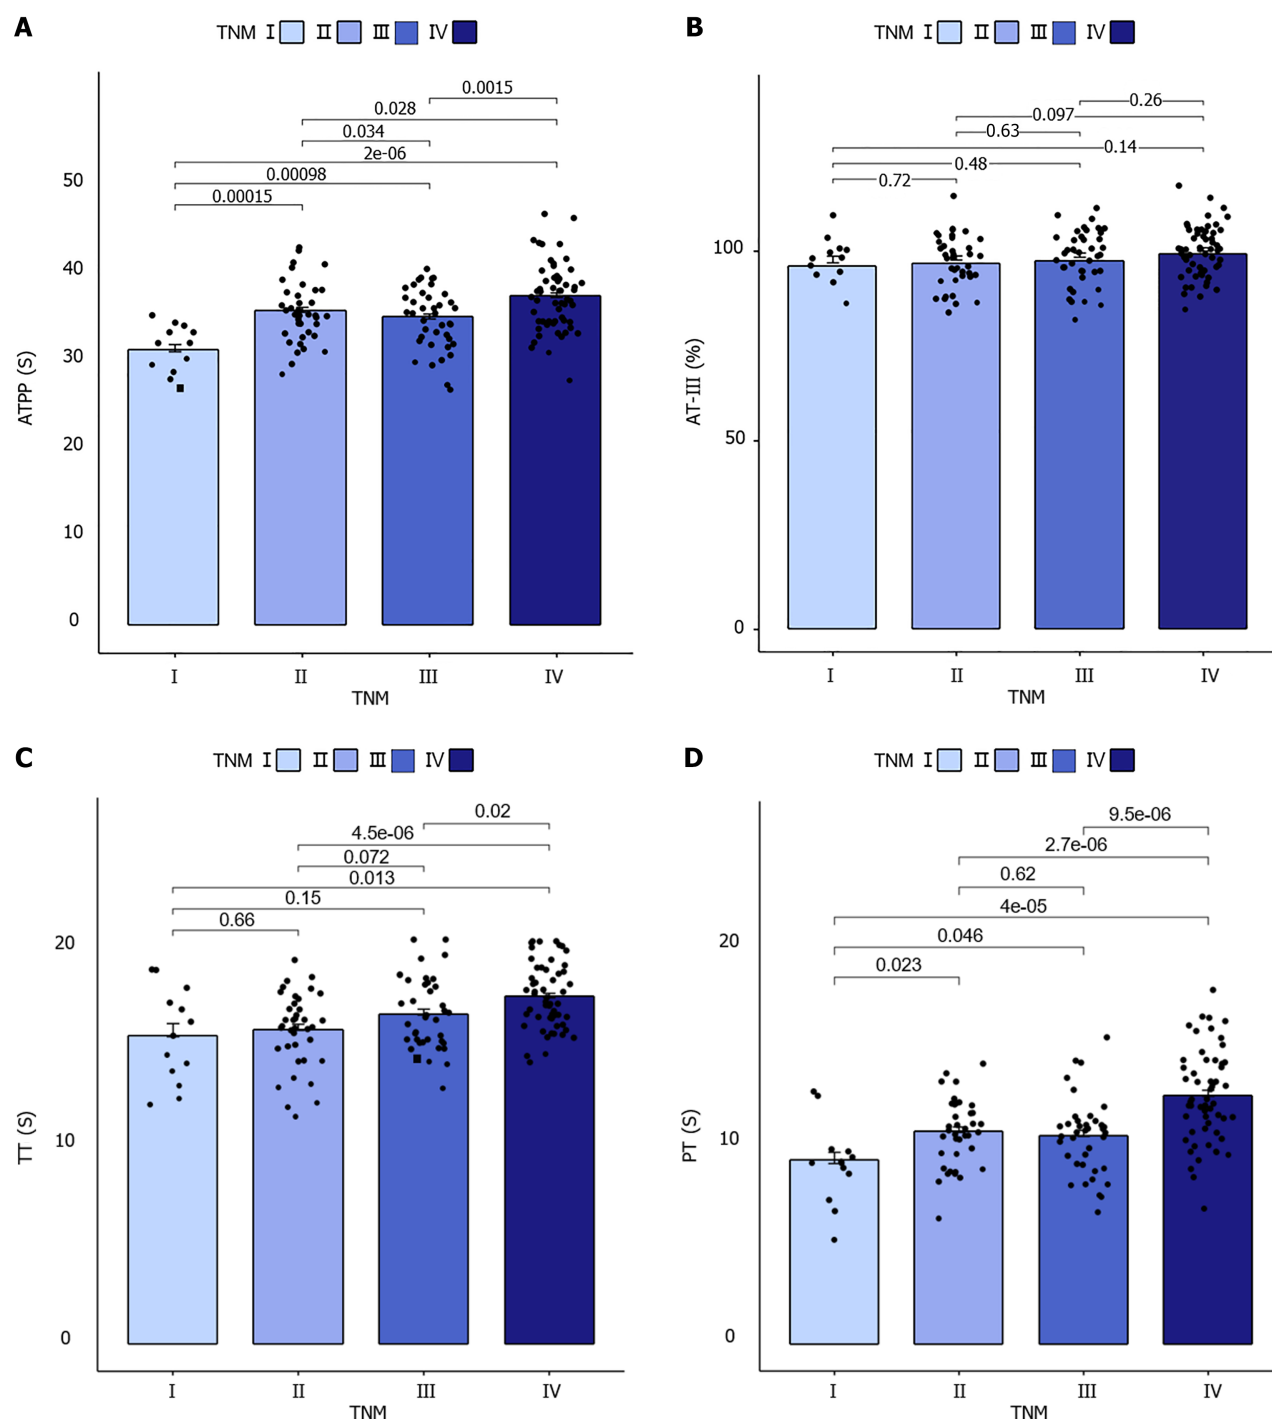 A
TNM I II III IV
0.0015
0.028
0.034
2e-06
0.00098
0.00015
50
40
30
20
10
0
ATPP (S)
I II III IV
TNM
B
TNM I II III IV
0.26
0.097
0.63
0.14
0.48
0.72
100
50
0
AT-III (%)
I II III IV
TNM
C
TNM I II III IV
0.02
4.5e-06
0.072
0.013
0.15
0.66
20
10
0
TT (S)
I II III IV
TNM
D
TNM I II III IV
9.5e-06
2.7e-06
0.62
4e-05
0.046
0.023
20
10
0
PT (S)
I II III IV
TNM